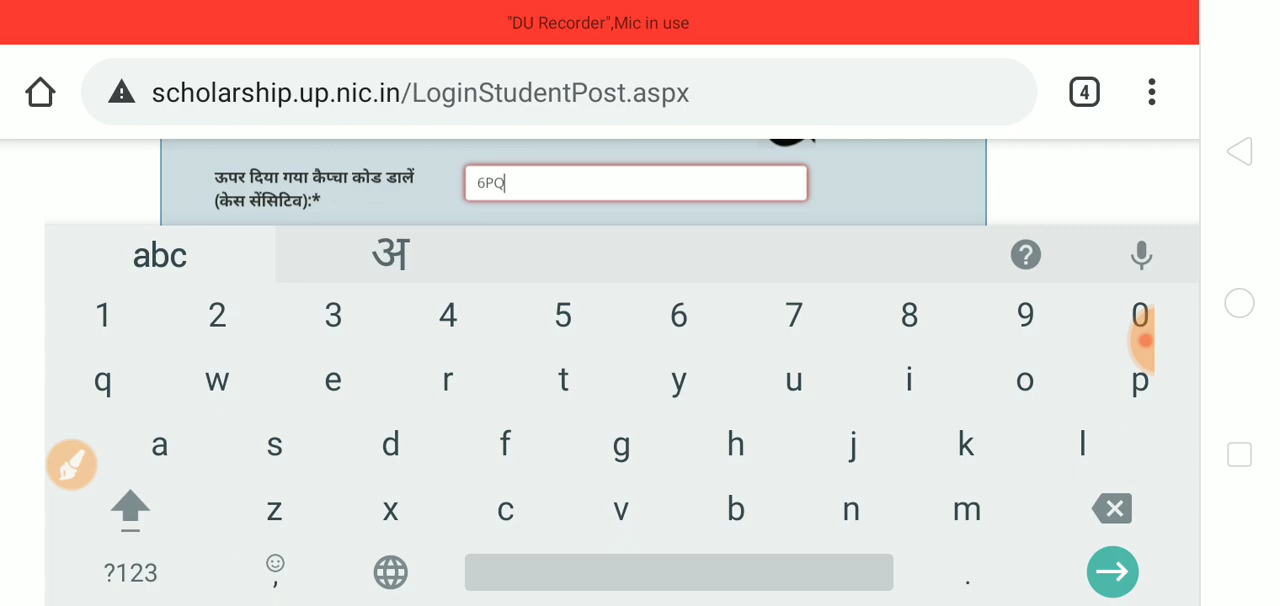 "DU Recorder",Mic in use
scholarship.up.nic.in/LoginStudentPost.aspx
4
ऊपर दिया गया कैप्चा कोड डालें
(केस सेंसिटिव):*
6PQ
abc अ ?
1 2 3 4 5 6 7 8 9 0
q w e r t y u i o p
a s d f g h j k l
z x c v b n m
?123 , .